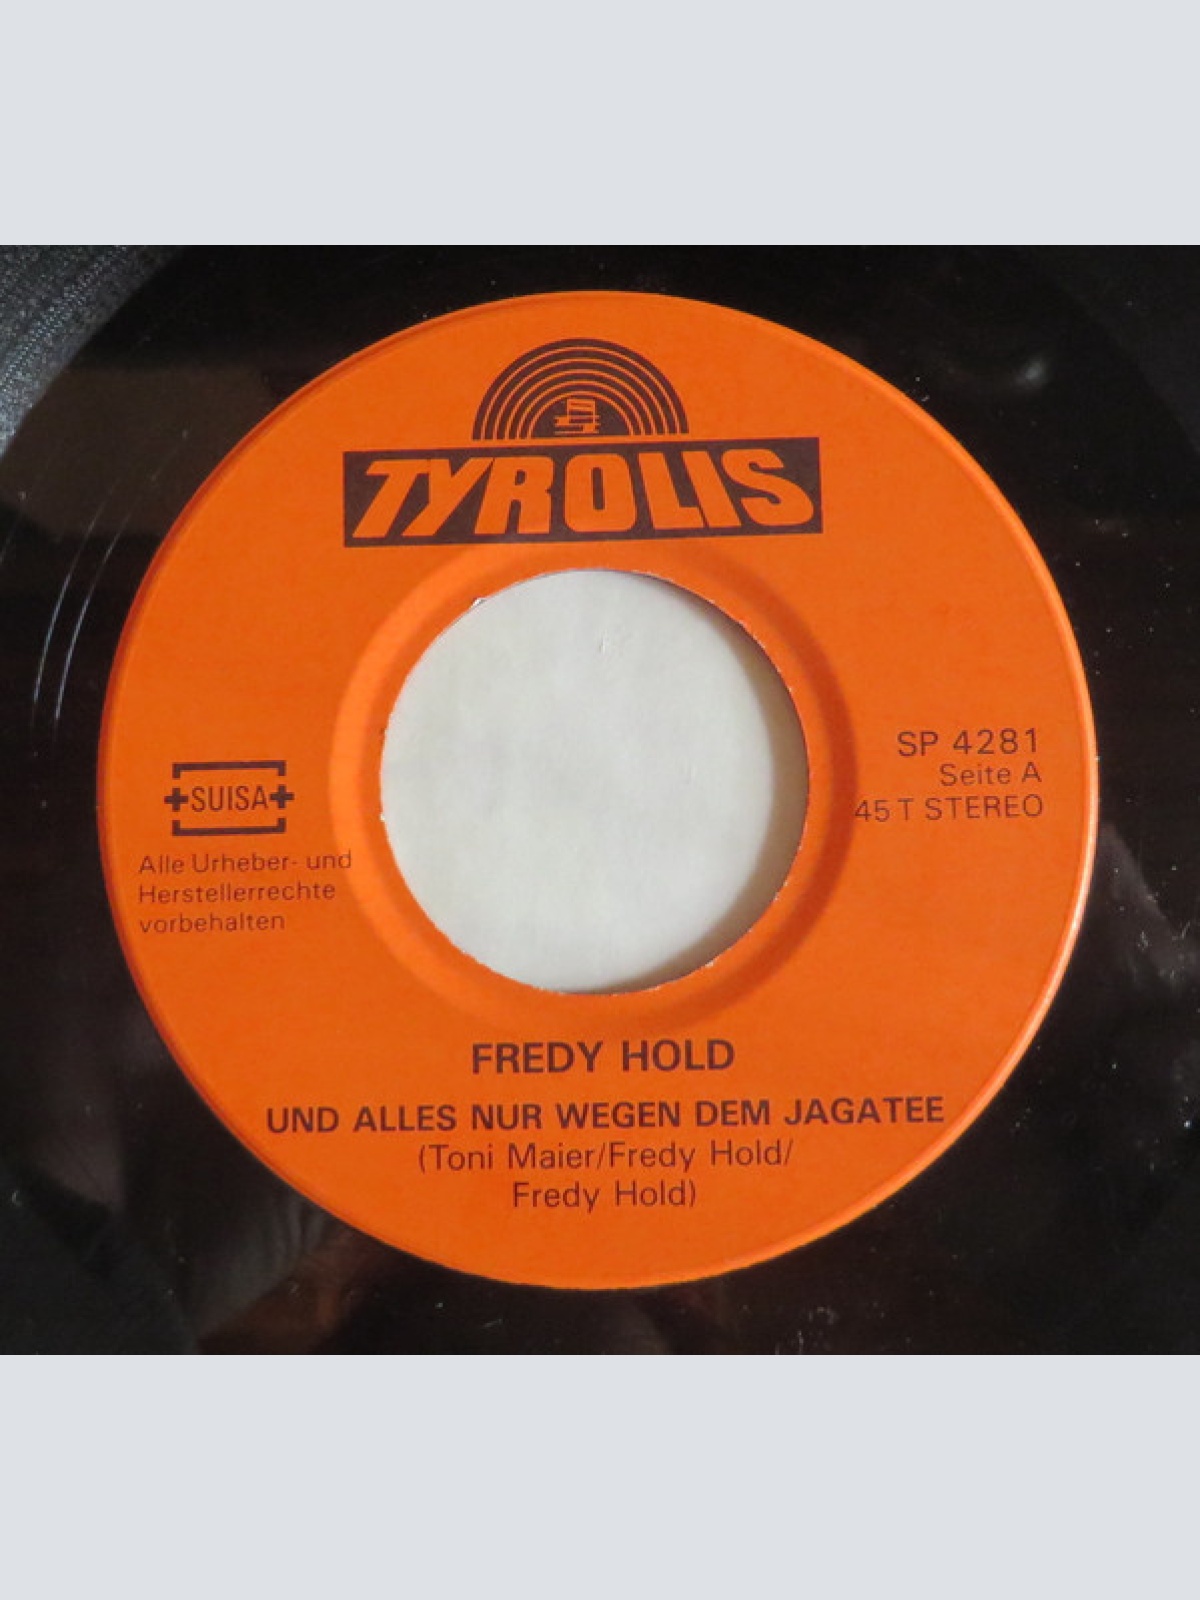 TYROLIS
SP 4281
Seite A
45 T STEREO
SUISA
Alle Urheber- und
Herstellerrechte
vorbehalten
FREDY HOLD
UND ALLES NUR WEGEN DEM JAGATEE
(Toni Maier/Fredy Hold/
Fredy Hold)